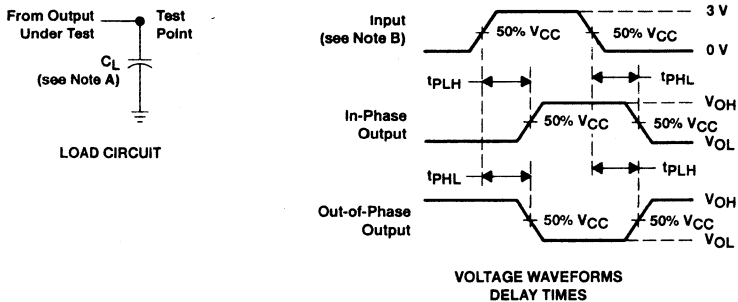 From Output
Under Test
Test
Point
CL
(see Note A)
LOAD CIRCUIT
Input
(see Note B)
50% VCC
50% VCC
3 V
0 V
tPLH
tPHL
In-Phase
Output
50% VCC
50% VCC
VOH
VOL
tPHL
tPLH
Out-of-Phase
Output
50% VCC
50% VCC
VOH
VOL
VOLTAGE WAVEFORMS
DELAY TIMES